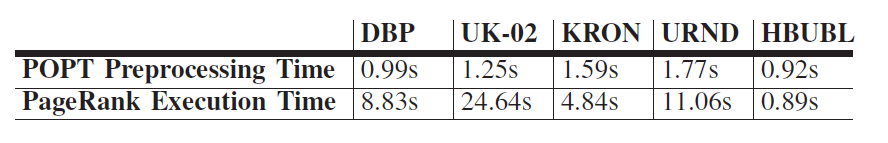 DBP UK-02 KRON URND HBUBL
POPT Preprocessing Time 0.99s 1.25s 1.59s 1.77s 0.92s
PageRank Execution Time 8.83s 24.64s 4.84s 11.06s 0.89s